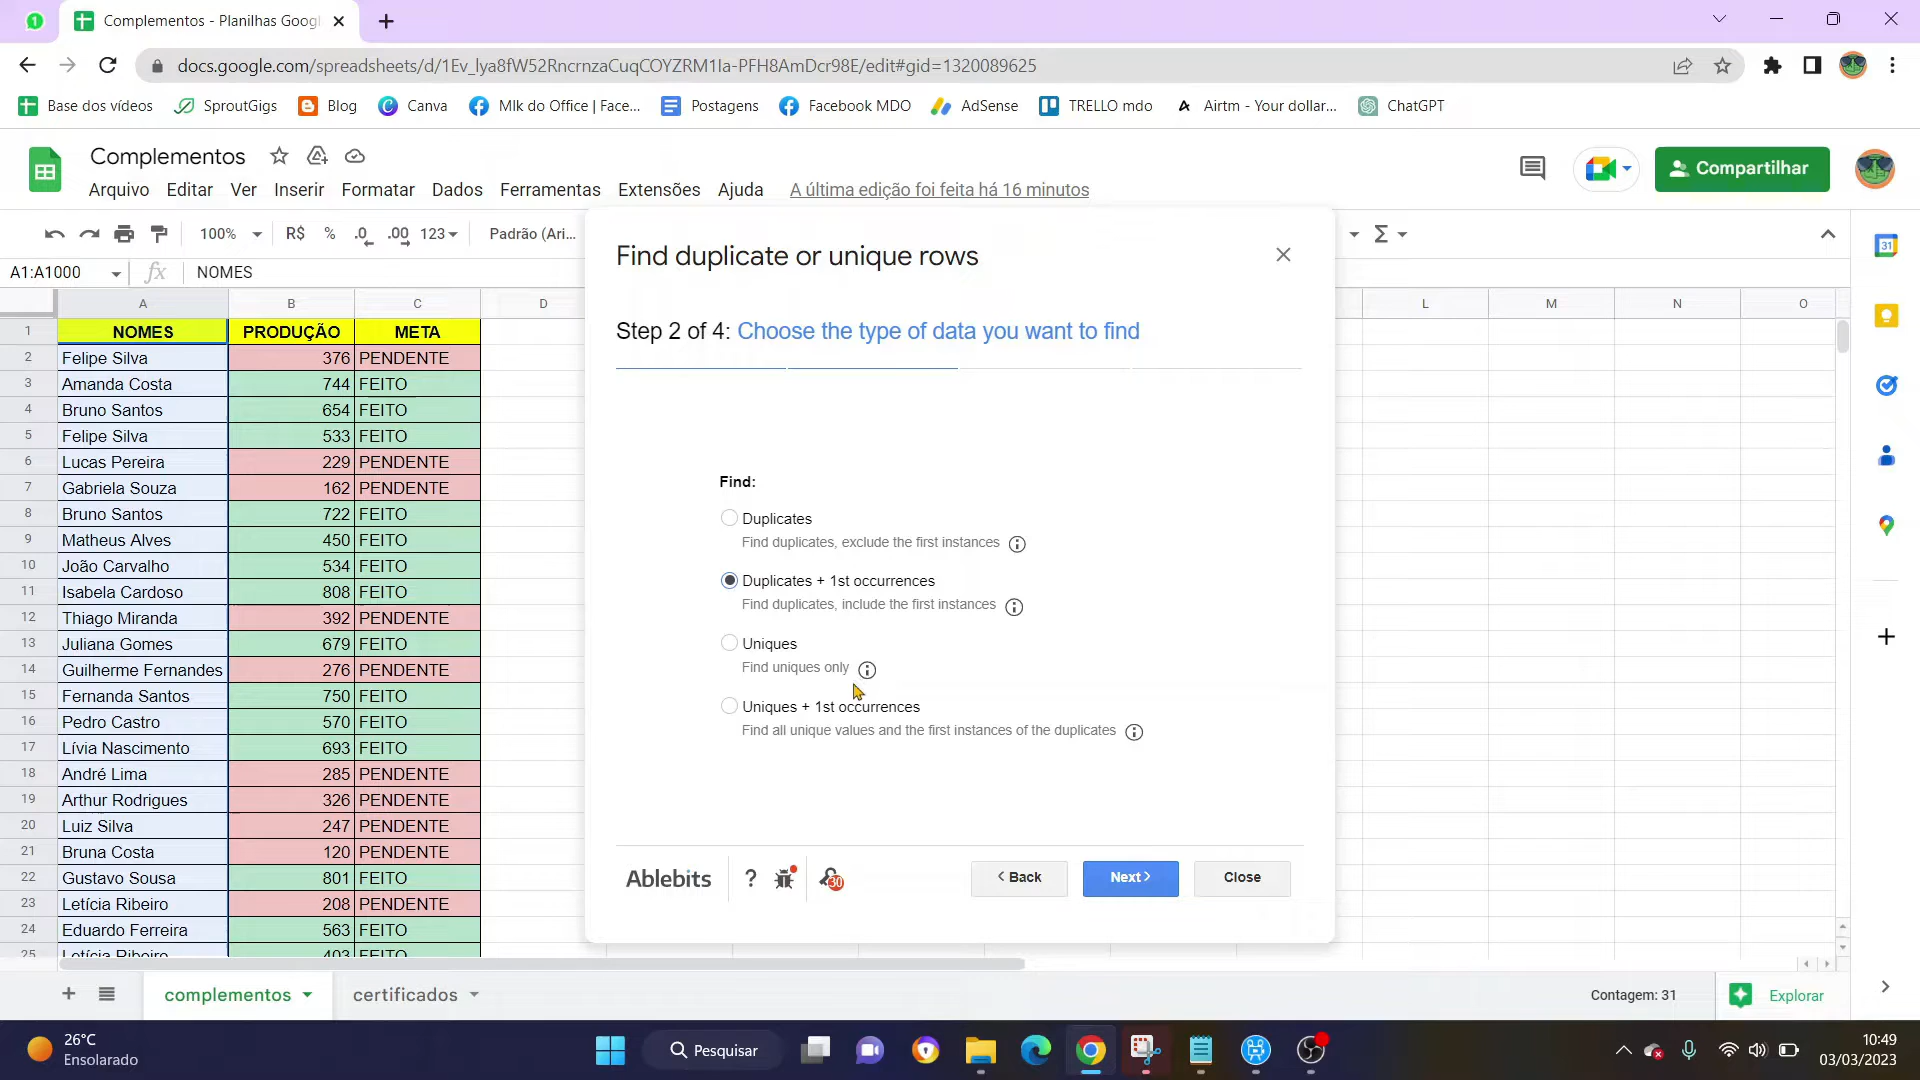 Complementos - Planilhas Goog
docs.google.com/spreadsheets/d/1Ev_lya8fW52RncrnzaCuqCOYZRM1Ia-PFH8AmDcr98E/edit#gid=1320089625
Base dos vídeos
SproutGigs
Blog
Canva
Mlk do Office | Face...
Postagens
Facebook MDO
AdSense
TRELLO mdo
Airtm - Your dollar...
ChatGPT
Complementos
Compartilhar
Arquivo Editar Ver Inserir Formatar Dados Ferramentas Extensões Ajuda A última edição foi feita há 16 minutos
100% R$ % .0 .00 123 Padrão (Ari... Σ
A1:A1000 fx NOMES
A B C D L M N O
1 NOMES PRODUÇÃO META
2 Felipe Silva 376 PENDENTE
3 Amanda Costa 744 FEITO
4 Bruno Santos 654 FEITO
5 Felipe Silva 533 FEITO
6 Lucas Pereira 229 PENDENTE
7 Gabriela Souza 162 PENDENTE
8 Bruno Santos 722 FEITO
9 Matheus Alves 450 FEITO
10 João Carvalho 534 FEITO
11 Isabela Cardoso 808 FEITO
12 Thiago Miranda 392 PENDENTE
13 Juliana Gomes 679 FEITO
14 Guilherme Fernandes 276 PENDENTE
15 Fernanda Santos 750 FEITO
16 Pedro Castro 570 FEITO
17 Lívia Nascimento 693 FEITO
18 André Lima 285 PENDENTE
19 Arthur Rodrigues 326 PENDENTE
20 Luiz Silva 247 PENDENTE
21 Bruna Costa 120 PENDENTE
22 Gustavo Sousa 801 FEITO
23 Letícia Ribeiro 208 PENDENTE
24 Eduardo Ferreira 563 FEITO
25 Letícia Ribeiro 403 FEITO
Find duplicate or unique rows
Step 2 of 4: Choose the type of data you want to find
Find:
Duplicates
Find duplicates, exclude the first instances
Duplicates + 1st occurrences
Find duplicates, include the first instances
Uniques
Find uniques only
Uniques + 1st occurrences
Find all unique values and the first instances of the duplicates
Ablebits ? 30 < Back Next > Close
complementos certificados
Contagem: 31
Explorar
26°C
Ensolarado
Pesquisar
10:49
03/03/2023